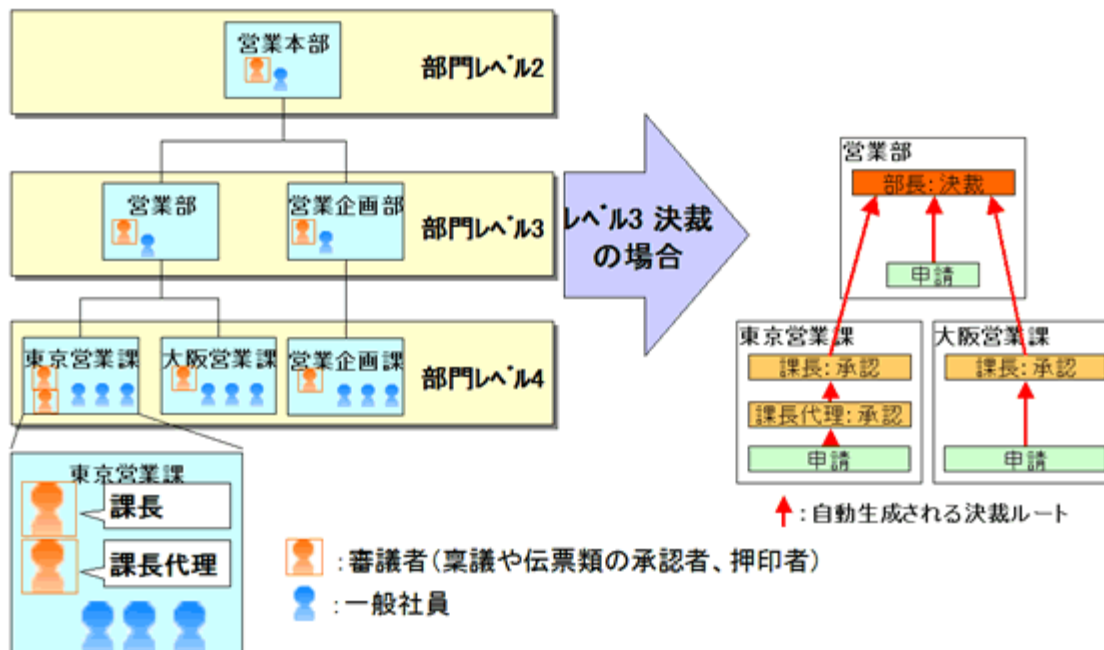 営業本部
部門レベル2
営業部
営業企画部
部門レベル3
東京営業課
大阪営業課
営業企画課
部門レベル4
東京営業課
課長
課長代理
レベル3 決裁
の場合
営業部
部長:決裁
申請
東京営業課
課長:承認
課長代理:承認
申請
大阪営業課
課長:承認
申請
:自動生成される決裁ルート
:審議者(稟議や伝票類の承認者、押印者)
:一般社員